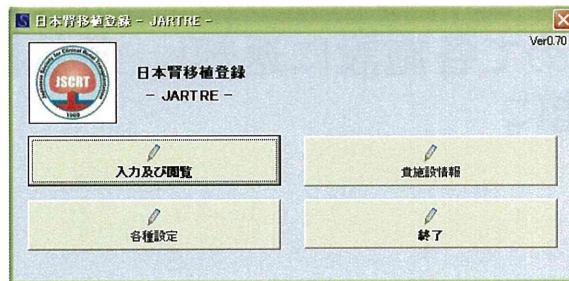 日本腎移植登録 - JARTRE -
Ver0.70
JSCRT
1969
日本腎移植登録
- JARTRE -
入力及び閲覧
貴施設情報
各種設定
終了